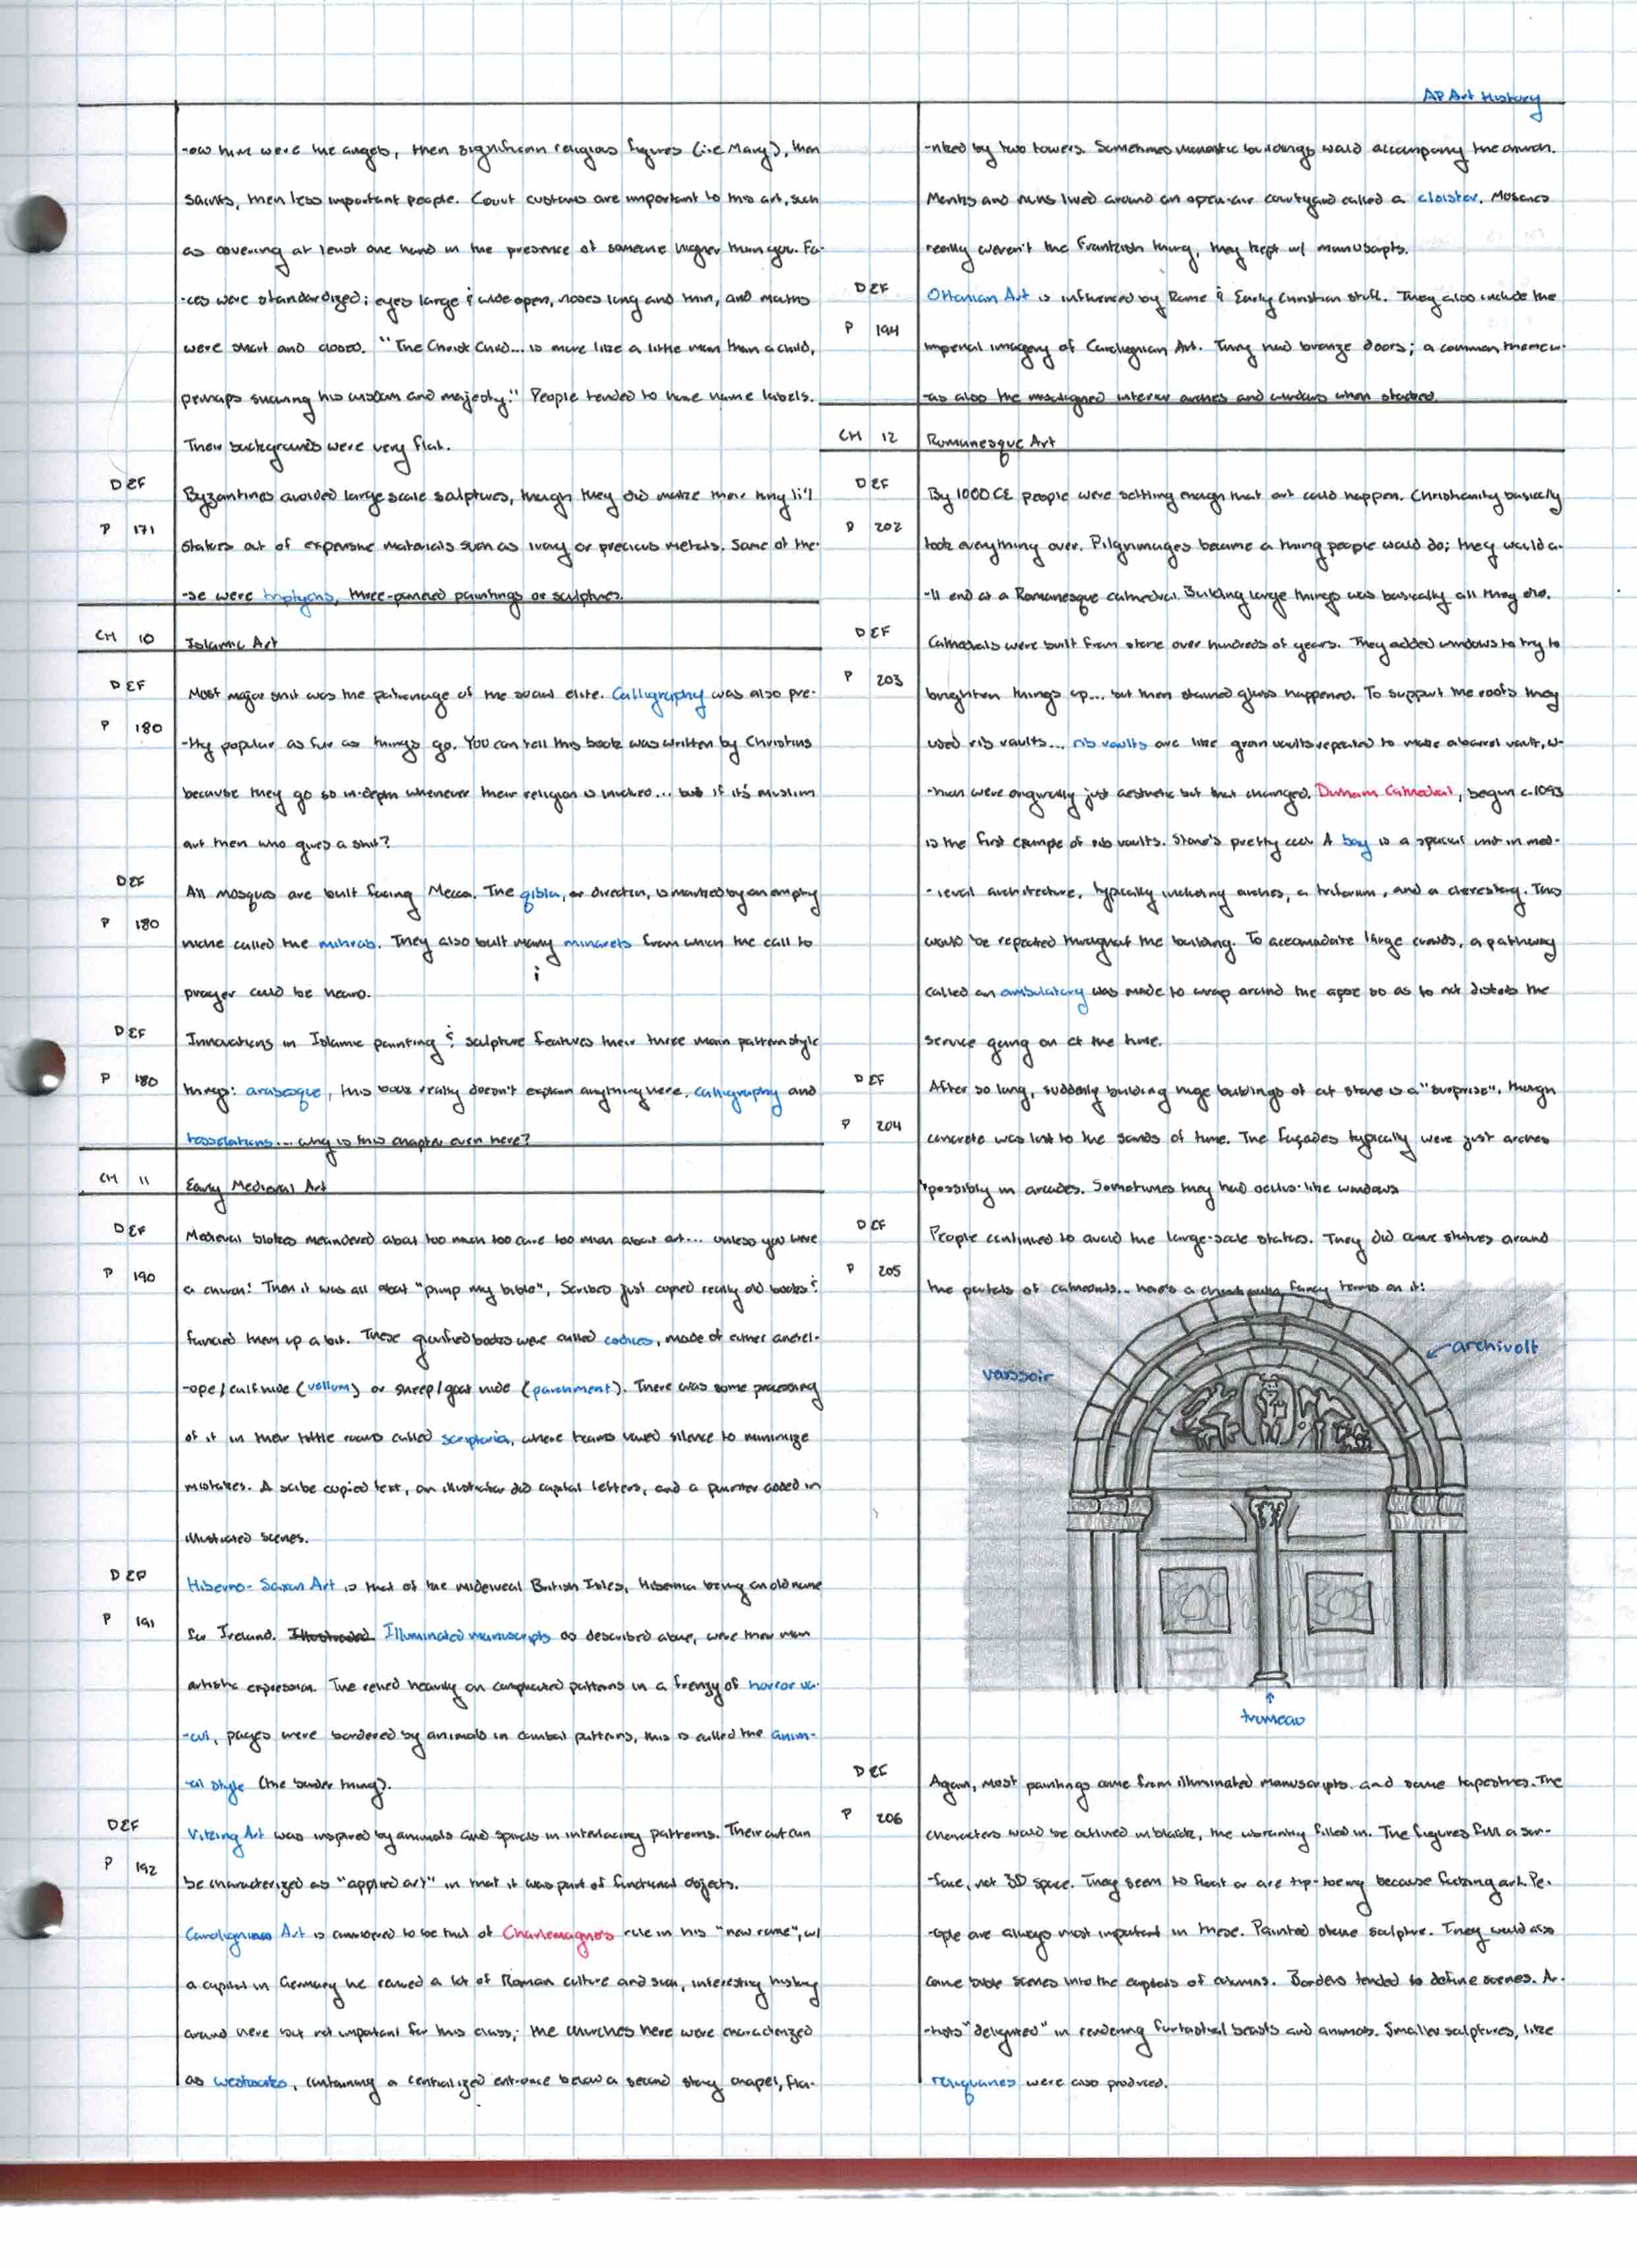 AP Art History
-ow him were the angels, then significan religious figures (i.e Mary), then
saints, then less important people. Court customs are important to this art, such
as covering at least one hand in the presence of someone higher than you. Fa-
-ces were standardized; eyes large & wide open, noses long and thin, and mouths
were short and closed. "The Christ Child... is more like a little man than a child,
perhaps showing his wisdom and majesty." People tended to have name labels.
Their backgrounds were very flat.
DEF
P 171
Byzantines avoided large scale sculptures, though they did make their tiny li'l
statues out of expensive materials such as ivory or precious metals. Some of the-
-se were triptychs, three-paneled paintings or sculptures.
CH 10 Islamic Art
DEF
P 180
Most major shit was the patronage of the social elite. Calligraphy was also pre-
-tty popular as far as things go. You can tell this book was written by Christins
because they go so in-depth whenever their religion is involved... but if it's muslim
art then who gives a shit?
DEF
P 180
All mosques are built facing Mecca. The qibla, or direction, is marked by an empty
niche called the mihrab. They also built many minarets from which the call to
prayer could be heard.
DEF
P 180
Innovations in Islamic painting & sculpture features their three main pattern style
things: arabesque, this book really doesn't explain anything here, calligraphy and
tesselations... why is this chapter even here?
CH 11 Early Medieval Art
DEF
P 190
Medieval blokes meandered about too much too care too much about art... unless you were
a church! Then it was all about "pimp my bible", Scribes just copied really old books &
fancied them up a bit. These glorified books were called codices, made of either antel-
-ope/calf hide (vellum) or sheep/goat hide (parchment). There was some processing
of it in their little rooms called scriptoria, where teams vowed silence to minimize
mistakes. A scibe copied text, an illustrator did capital letters, and a painter added in
illustrated scenes.
DEF
P 191
Hiberno-Saxon Art is that of the medieval British Isles, Hibernia being an old name
for Ireland. Illustraded Illuminated manuscripts as described above, were their main
artistic expression. The relied heavily on complicated patterns in a frenzy of horror va-
-cui, pages were bordered by animals in combat patterns, this is called the anim-
-al style (the border thing).
DEF
P 192
Viking Art was inspired by animals and spirals in interlacing patterns. Their art can
be characterized as "applied art" in that it was part of functional objects.
Carolignian Art is considered to be that of Charlemagne's rule in his "new rome", w/
a capital in Germany he revived a lot of Roman culture and such, interesting history
around here but not important for this class; the churches here were characterized
as westworks, containing a centralized entrance below a second story chapel, fla-
-nked by two towers. Sometimes monastic buildings would accompany the church.
Monks and nuns lived around an open-air courtyard called a cloister. Mosaics
really weren't the Frankish thing, they kept w/ manuscripts.
DEF
P 194
Ottonian Art is influenced by Rome & Early Christian stuff. They also include the
imperial imagery of Carolignian Art. They had bronze doors; a common theme w-
-as also the misaligned interior arches and windows when stacked.
CH 12 Romanesque Art
DEF
P 202
By 1000 CE people were settling enough that art could happen. Christianity basically
took everything over. Pilgrimages became a thing people would do; they would a-
-ll end at a Romanesque cathedral. Building large things was basically all they did.
DEF
P 203
Cathedrals were built from stone over hundreds of years. They added windows to try to
brighten things up... but then stained glass happened. To support the roofs they
used rib vaults... rib vaults are like groin vaults repeated to make a barrel vault, w-
-hich were originally just aesthetic but that changed. Durham Cathedral, began c.1093
is the first example of rib vaults. Stone's pretty cool. A bay is a spacial unit in med-
-ieval architecture, typically including arches, a triforium, and a clerestory. This
would be repeated throughout the building. To accomadate large crowds, a pathway
called an ambulatory was made to wrap around the apse so as to not disturb the
service going on at the time.
DEF
P 204
After so long, suddenly building huge buildings of cut stone is a "surprise", though
concrete was lost to the sands of time. The façades typically were just arches
possibly in arcades. Sometimes they had oculus-like windows
DEF
P 205
People continued to avoid the large-scale statues. They did carve statues around
the portals of cathedrals... here's a fancy terms on it:
voussoir
archivolt
trumeau
DEF
P 206
Again, most paintings came from illuminated manuscripts and some tapestries. The
characters would be outlined in black, the vibrantly filled in. The figures fill a sur-
-face, not 3D space. They seem to float or are tip-toeing because fucking art. Pe-
-ople are always most important in these. Painted stone sculpture. They would also
carve bible scenes into the capitals of columns. Borders tended to define scenes. Ar-
-tists "delighted" in rendering fantastical beasts and animals. Smaller sculptures, like
reliquaries were also produced.